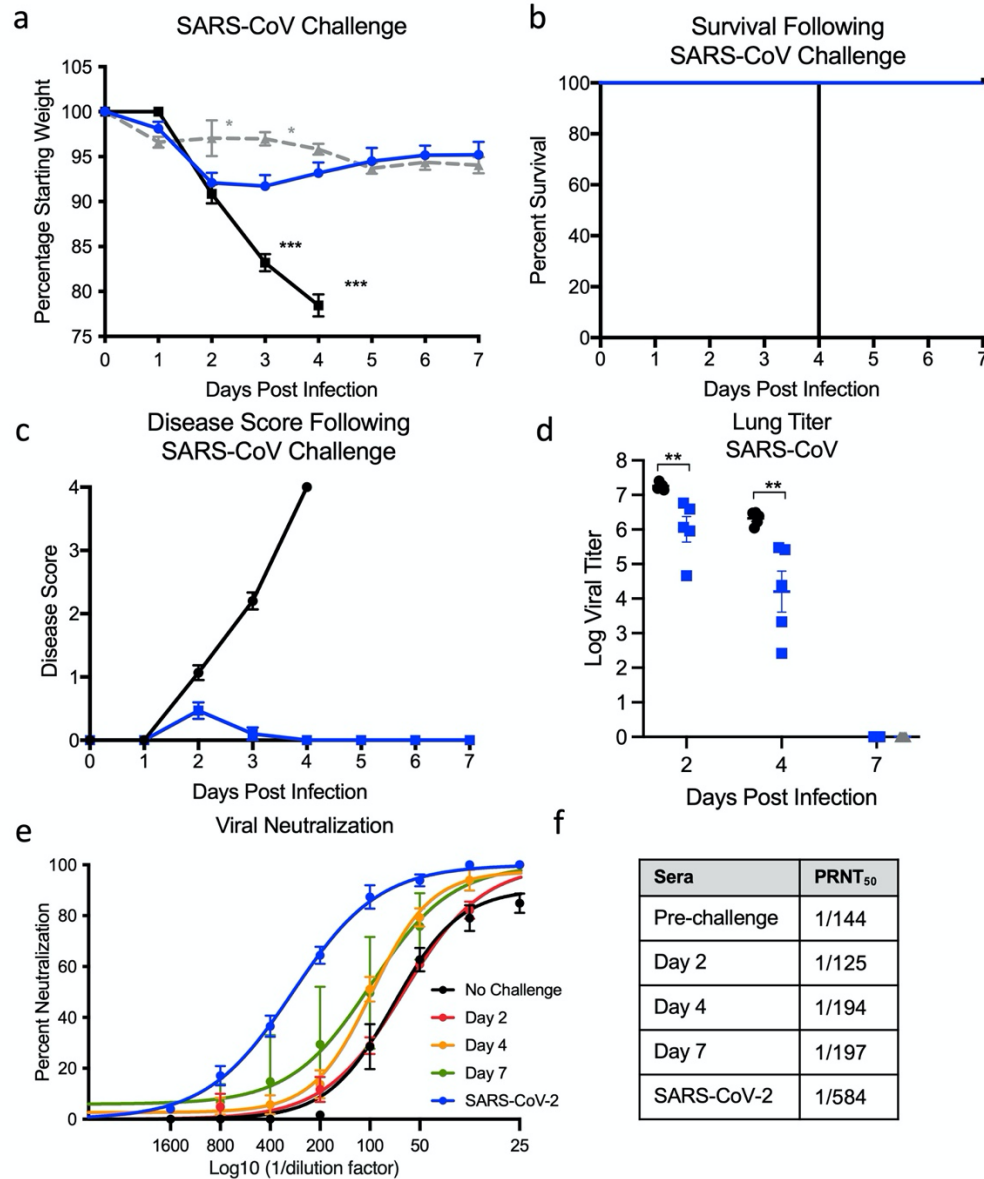 a
SARS-CoV Challenge
105
100
95
90
85
80
75
Percentage Starting Weight
*
*
***
***
0 1 2 3 4 5 6 7
Days Post Infection
b
Survival Following
SARS-CoV Challenge
100
80
60
40
20
0
Percent Survival
0 1 2 3 4 5 6 7
Days Post Infection
c
Disease Score Following
SARS-CoV Challenge
4
3
2
1
0
Disease Score
0 1 2 3 4 5 6 7
Days Post Infection
d
Lung Titer
SARS-CoV
8
7
6
5
4
3
2
1
0
Log Viral Titer
**
**
2 4 7
Days Post Infection
e
Viral Neutralization
100
80
60
40
20
0
Percent Neutralization
No Challenge
Day 2
Day 4
Day 7
SARS-CoV-2
1600 800 400 200 100 50 25
Log10 (1/dilution factor)
f
Sera PRNT₅₀
Pre-challenge 1/144
Day 2 1/125
Day 4 1/194
Day 7 1/197
SARS-CoV-2 1/584